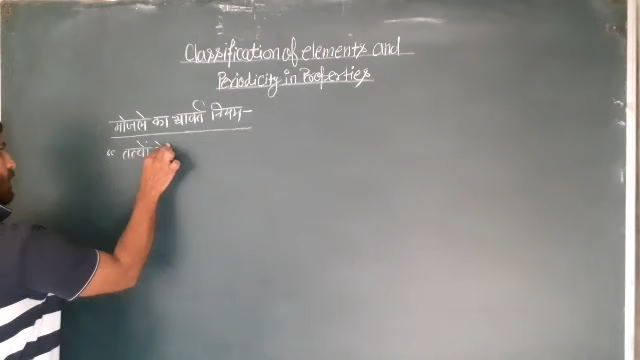 Classification of elements and
Periodicity in Properties
मोजले का आवर्त नियम-
“ तत्वों के